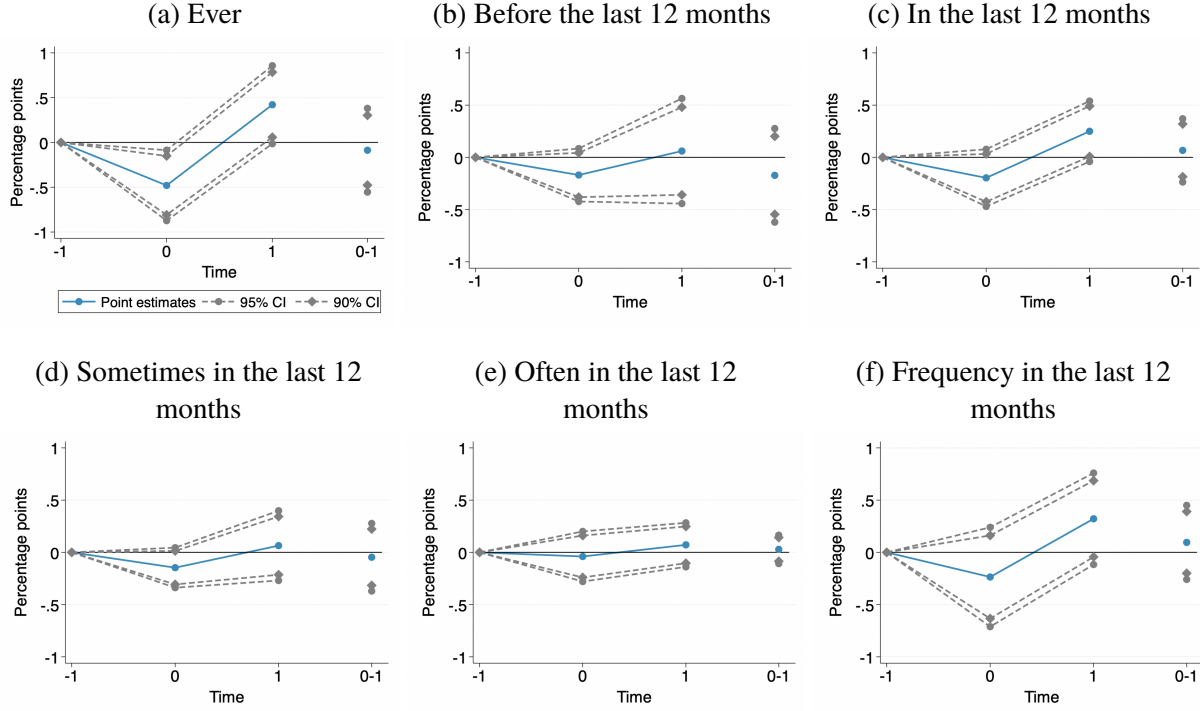 (a) Ever
Percentage points
1
.5
0
-.5
-1
-1 0 1 0-1
Time
Point estimates 95% CI 90% CI
(b) Before the last 12 months
Percentage points
1
.5
0
-.5
-1
-1 0 1 0-1
Time
(c) In the last 12 months
Percentage points
1
.5
0
-.5
-1
-1 0 1 0-1
Time
(d) Sometimes in the last 12
months
Percentage points
1
.5
0
-.5
-1
-1 0 1 0-1
Time
(e) Often in the last 12
months
Percentage points
1
.5
0
-.5
-1
-1 0 1 0-1
Time
(f) Frequency in the last 12
months
Percentage points
1
.5
0
-.5
-1
-1 0 1 0-1
Time